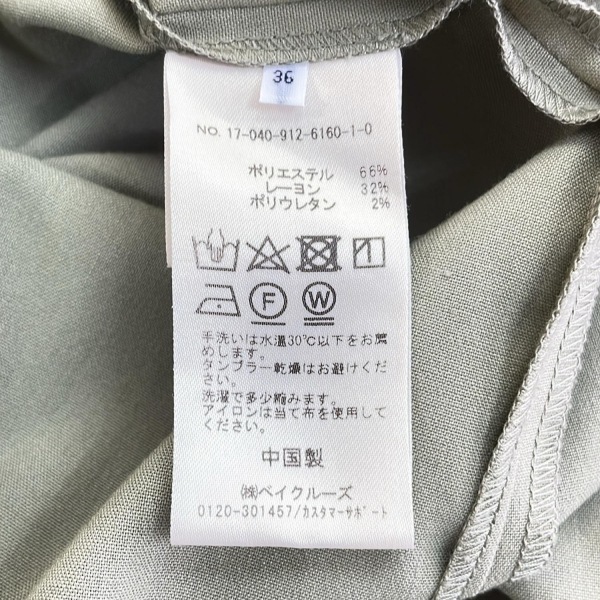 36
NO. 17-040-912-6160-1-0
ポリエステル 66%
レーヨン 32%
ポリウレタン 2%
F W
手洗いは水温30℃以下をお薦
めします。
タンブラー乾燥はお避けくだ
さい。
洗濯で多少縮みます。
アイロンは当て布を使用して
ください。
中国製
㈱ベイクルーズ
0120-301457/カスタマーサポート